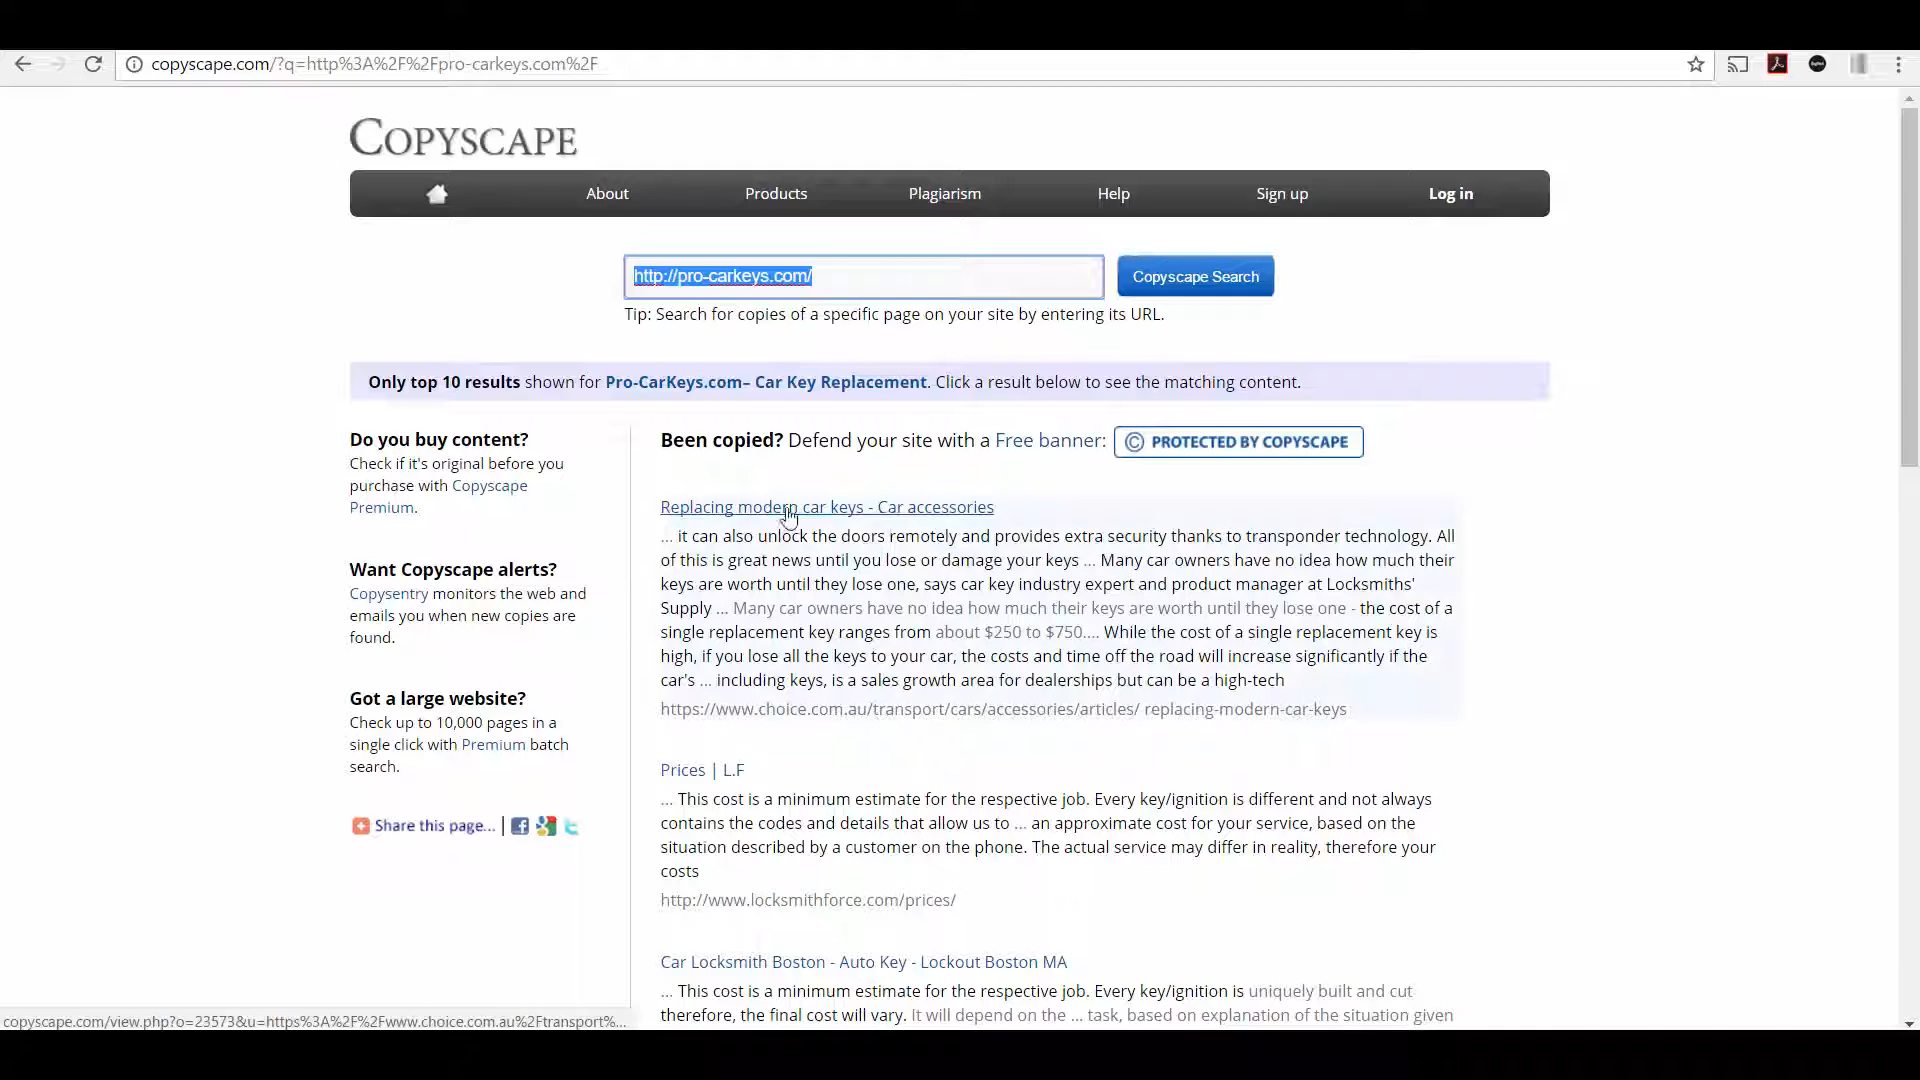 copyscape.com/?q=http%3A%2F%2Fpro-carkeys.com%2F
COPYSCAPE
About Products Plagiarism Help Sign up Log in
http://pro-carkeys.com/ Copyscape Search
Tip: Search for copies of a specific page on your site by entering its URL.
Only top 10 results shown for Pro-CarKeys.com– Car Key Replacement. Click a result below to see the matching content.
Do you buy content?
Check if it's original before you
purchase with Copyscape
Premium.
Want Copyscape alerts?
Copysentry monitors the web and
emails you when new copies are
found.
Got a large website?
Check up to 10,000 pages in a
single click with Premium batch
search.
Share this page...
Been copied? Defend your site with a Free banner: © PROTECTED BY COPYSCAPE
Replacing modern car keys - Car accessories
... it can also unlock the doors remotely and provides extra security thanks to transponder technology. All
of this is great news until you lose or damage your keys ... Many car owners have no idea how much their
keys are worth until they lose one, says car key industry expert and product manager at Locksmiths'
Supply ... Many car owners have no idea how much their keys are worth until they lose one - the cost of a
single replacement key ranges from about $250 to $750.... While the cost of a single replacement key is
high, if you lose all the keys to your car, the costs and time off the road will increase significantly if the
car's ... including keys, is a sales growth area for dealerships but can be a high-tech
https://www.choice.com.au/transport/cars/accessories/articles/ replacing-modern-car-keys
Prices | L.F
... This cost is a minimum estimate for the respective job. Every key/ignition is different and not always
contains the codes and details that allow us to ... an approximate cost for your service, based on the
situation described by a customer on the phone. The actual service may differ in reality, therefore your
costs
http://www.locksmithforce.com/prices/
Car Locksmith Boston - Auto Key - Lockout Boston MA
... This cost is a minimum estimate for the respective job. Every key/ignition is uniquely built and cut
therefore, the final cost will vary. It will depend on the ... task, based on explanation of the situation given
copyscape.com/view.php?o=23573&u=https%3A%2F%2Fwww.choice.com.au%2Ftransport%...